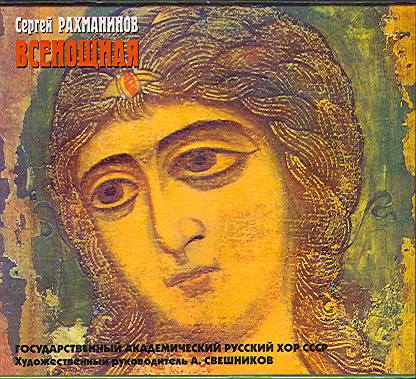 Сергей РАХМАНИНОВ
ВСЕНОЩНАЯ
ГОСУДАРСТВЕННЫЙ АКАДЕМИЧЕСКИЙ РУССКИЙ ХОР СССР
Художественный руководитель А. СВЕШНИКОВ